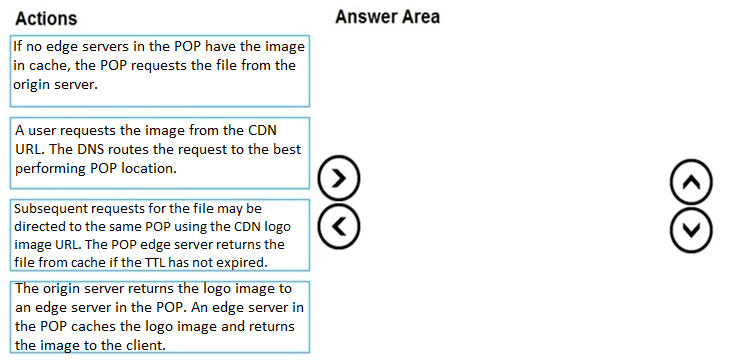 Actions
Answer Area
If no edge servers in the POP have the image
in cache, the POP requests the file from the
origin server.
A user requests the image from the CDN
URL. The DNS routes the request to the best
performing POP location.
Subsequent requests for the file may be
directed to the same POP using the CDN logo
image URL. The POP edge server returns the
file from cache if the TTL has not expired.
The origin server returns the logo image to
an edge server in the POP. An edge server in
the POP caches the logo image and returns
the image to the client.